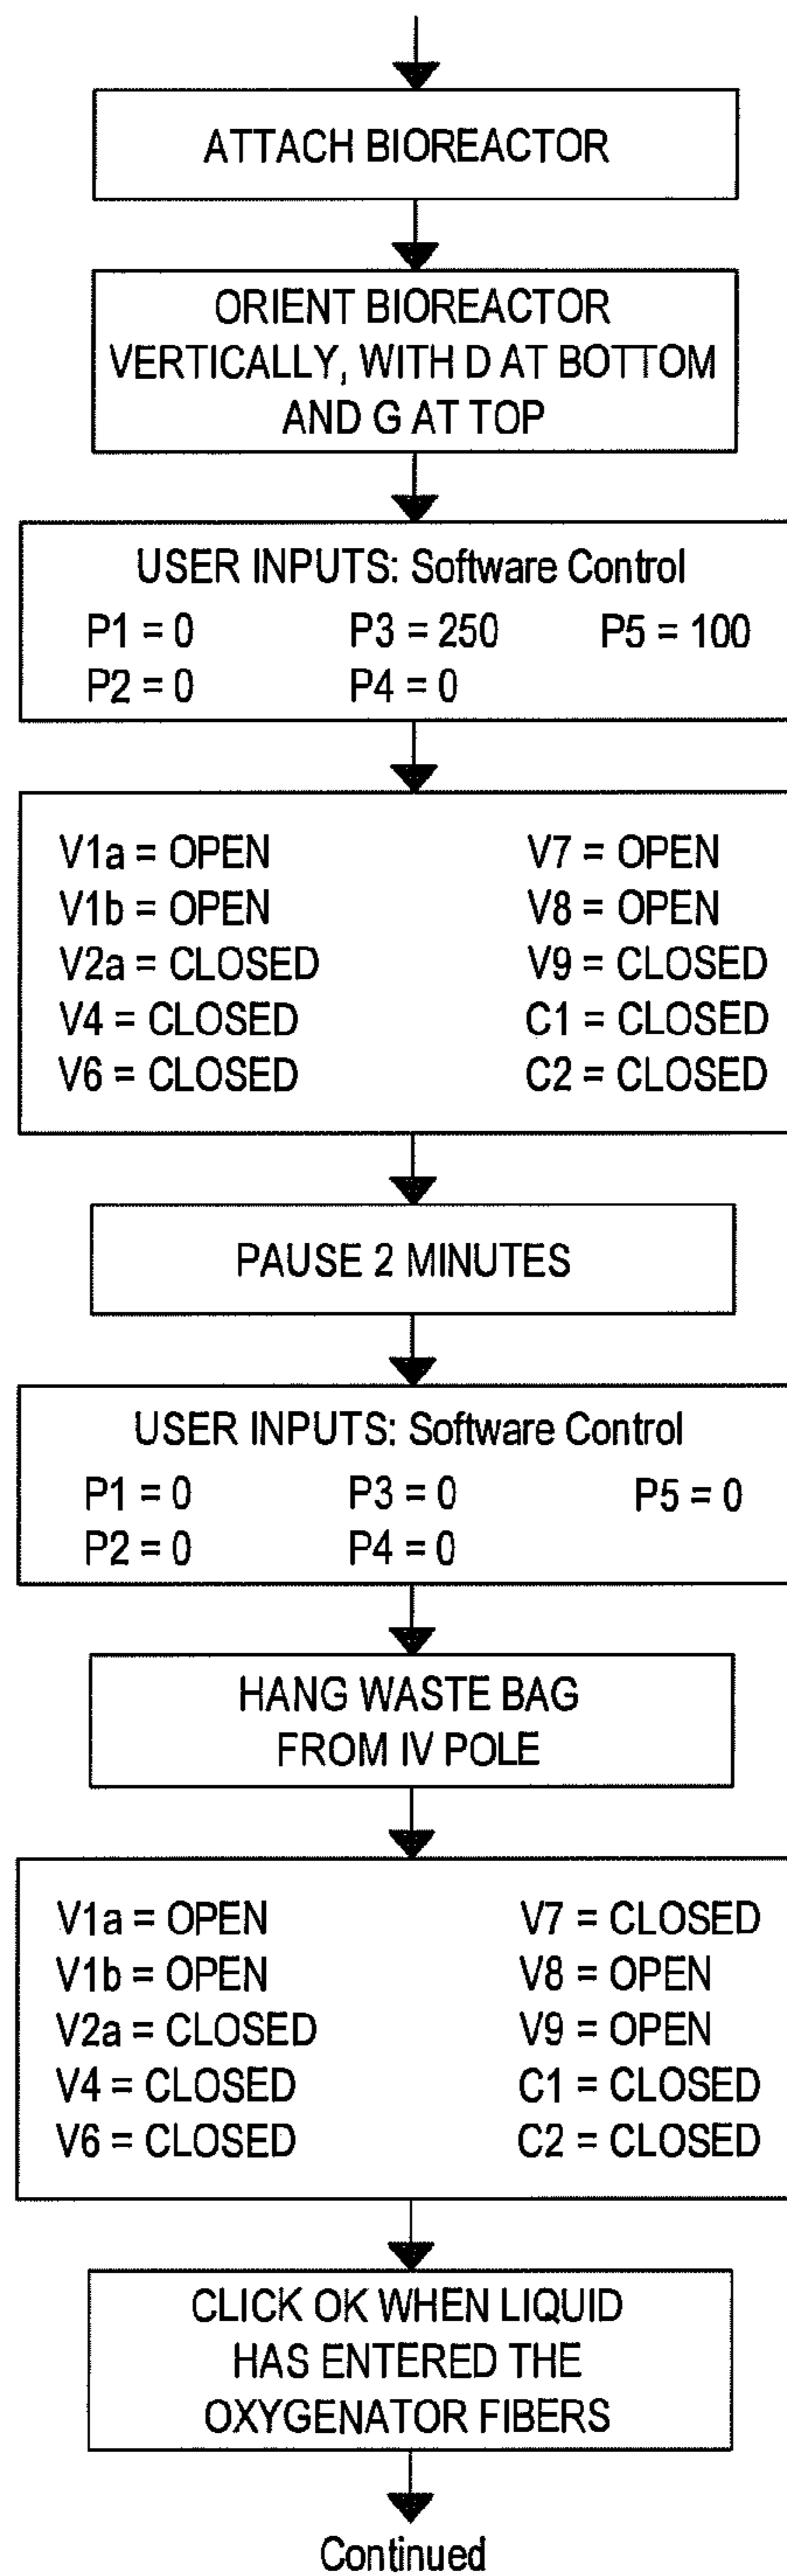 ATTACH BIOREACTOR
ORIENT BIOREACTOR
VERTICALLY, WITH D AT BOTTOM
AND G AT TOP
USER INPUTS: Software Control
P1 = 0 P3 = 250 P5 = 100
P2 = 0 P4 = 0
V1a = OPEN V7 = OPEN
V1b = OPEN V8 = OPEN
V2a = CLOSED V9 = CLOSED
V4 = CLOSED C1 = CLOSED
V6 = CLOSED C2 = CLOSED
PAUSE 2 MINUTES
USER INPUTS: Software Control
P1 = 0 P3 = 0 P5 = 0
P2 = 0 P4 = 0
HANG WASTE BAG
FROM IV POLE
V1a = OPEN V7 = CLOSED
V1b = OPEN V8 = OPEN
V2a = CLOSED V9 = OPEN
V4 = CLOSED C1 = CLOSED
V6 = CLOSED C2 = CLOSED
CLICK OK WHEN LIQUID
HAS ENTERED THE
OXYGENATOR FIBERS
Continued